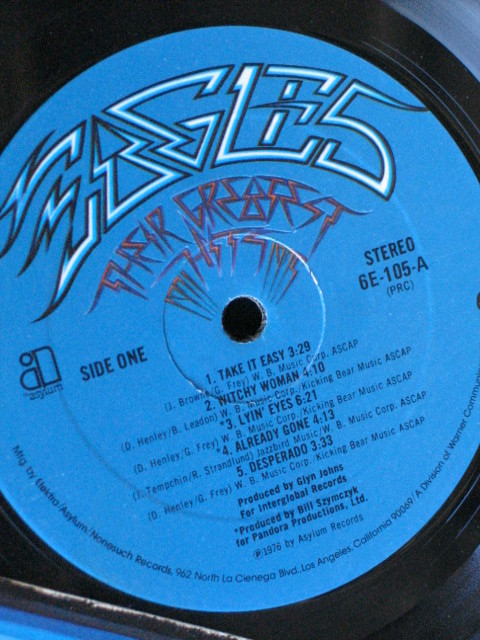 EAGLES
THEIR GREATEST
HITS
STEREO
6E-105-A
(PRC)
asylum
SIDE ONE
1. TAKE IT EASY 3:29
(J. Browne/G. Frey) W. B. Music Corp. ASCAP
2. WITCHY WOMAN 4:10
(D. Henley/B. Leadon) W. B. Music Corp./Kicking Bear Music ASCAP
*3. LYIN' EYES 6:21
(D. Henley/G. Frey) W. B. Music Corp./Kicking Bear Music ASCAP
*4. ALREADY GONE 4:13
(J. Tempchin/R. Strandlund) Jazzbird Music/W. B. Music Corp. ASCAP
5. DESPERADO 3:33
(D. Henley/G. Frey) W. B. Music Corp./Kicking Bear Music ASCAP
Produced by Glyn Johns
For Interglobal Records
*Produced by Bill Szymczyk
for Pandora Productions, Ltd.
℗1976 by Asylum Records
Mfg. by Elektra/Asylum/Nonesuch Records, 962 North La Cienega Blvd., Los Angeles, California 90069/A Division of Warner Communi